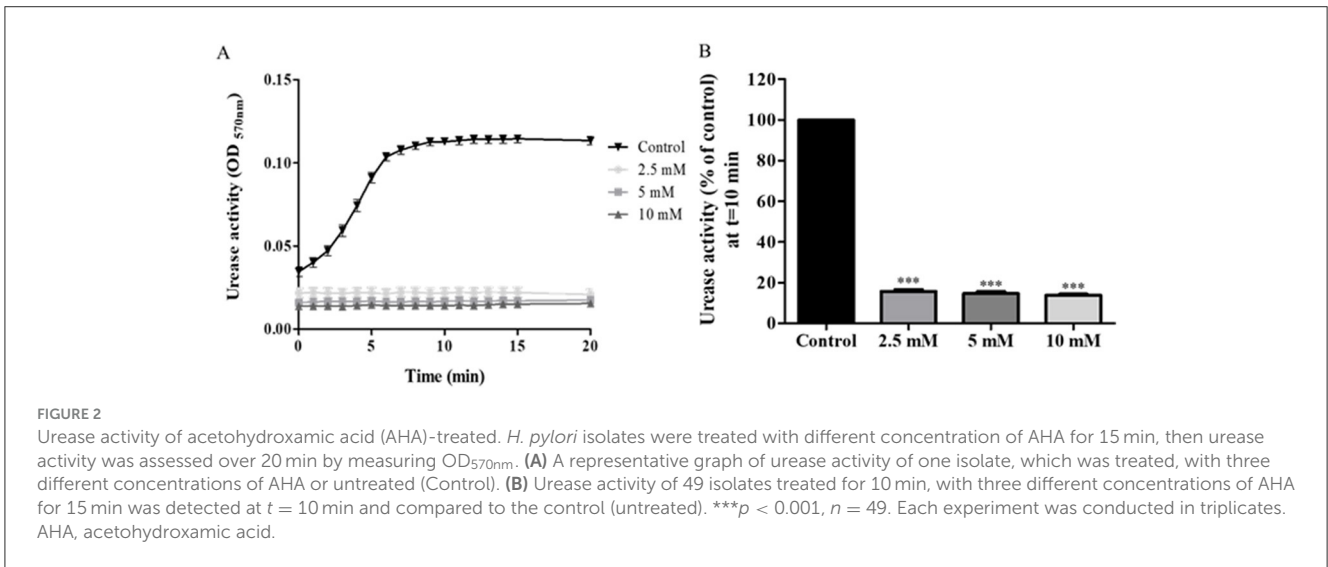 A
Urease activity (OD 570nm)
0.15
0.10
0.05
0.00
0
5
10
15
20
Time (min)
Control
2.5 mM
5 mM
10 mM
B
Urease activity (% of control)
at t=10 min
120
100
80
60
40
20
0
***
***
***
Control
2.5 mM
5 mM
10 mM
FIGURE 2
Urease activity of acetohydroxamic acid (AHA)-treated. H. pylori isolates were treated with different concentration of AHA for 15 min, then urease
activity was assessed over 20 min by measuring OD570nm. (A) A representative graph of urease activity of one isolate, which was treated, with three
different concentrations of AHA or untreated (Control). (B) Urease activity of 49 isolates treated for 10 min, with three different concentrations of AHA
for 15 min was detected at t = 10 min and compared to the control (untreated). ***p < 0.001, n = 49. Each experiment was conducted in triplicates.
AHA, acetohydroxamic acid.